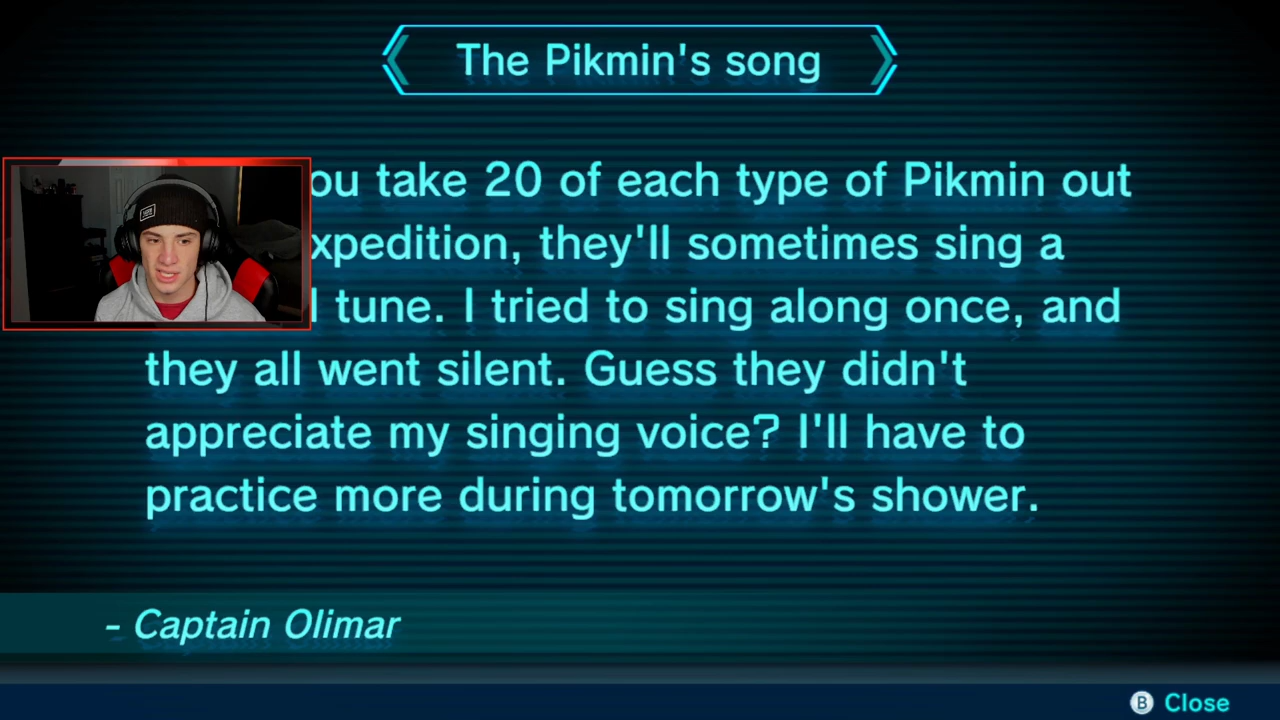 The Pikmin's song
ou take 20 of each type of Pikmin out
xpedition, they'll sometimes sing a
tune. I tried to sing along once, and
they all went silent. Guess they didn't
appreciate my singing voice? I'll have to
practice more during tomorrow's shower.
- Captain Olimar
B Close